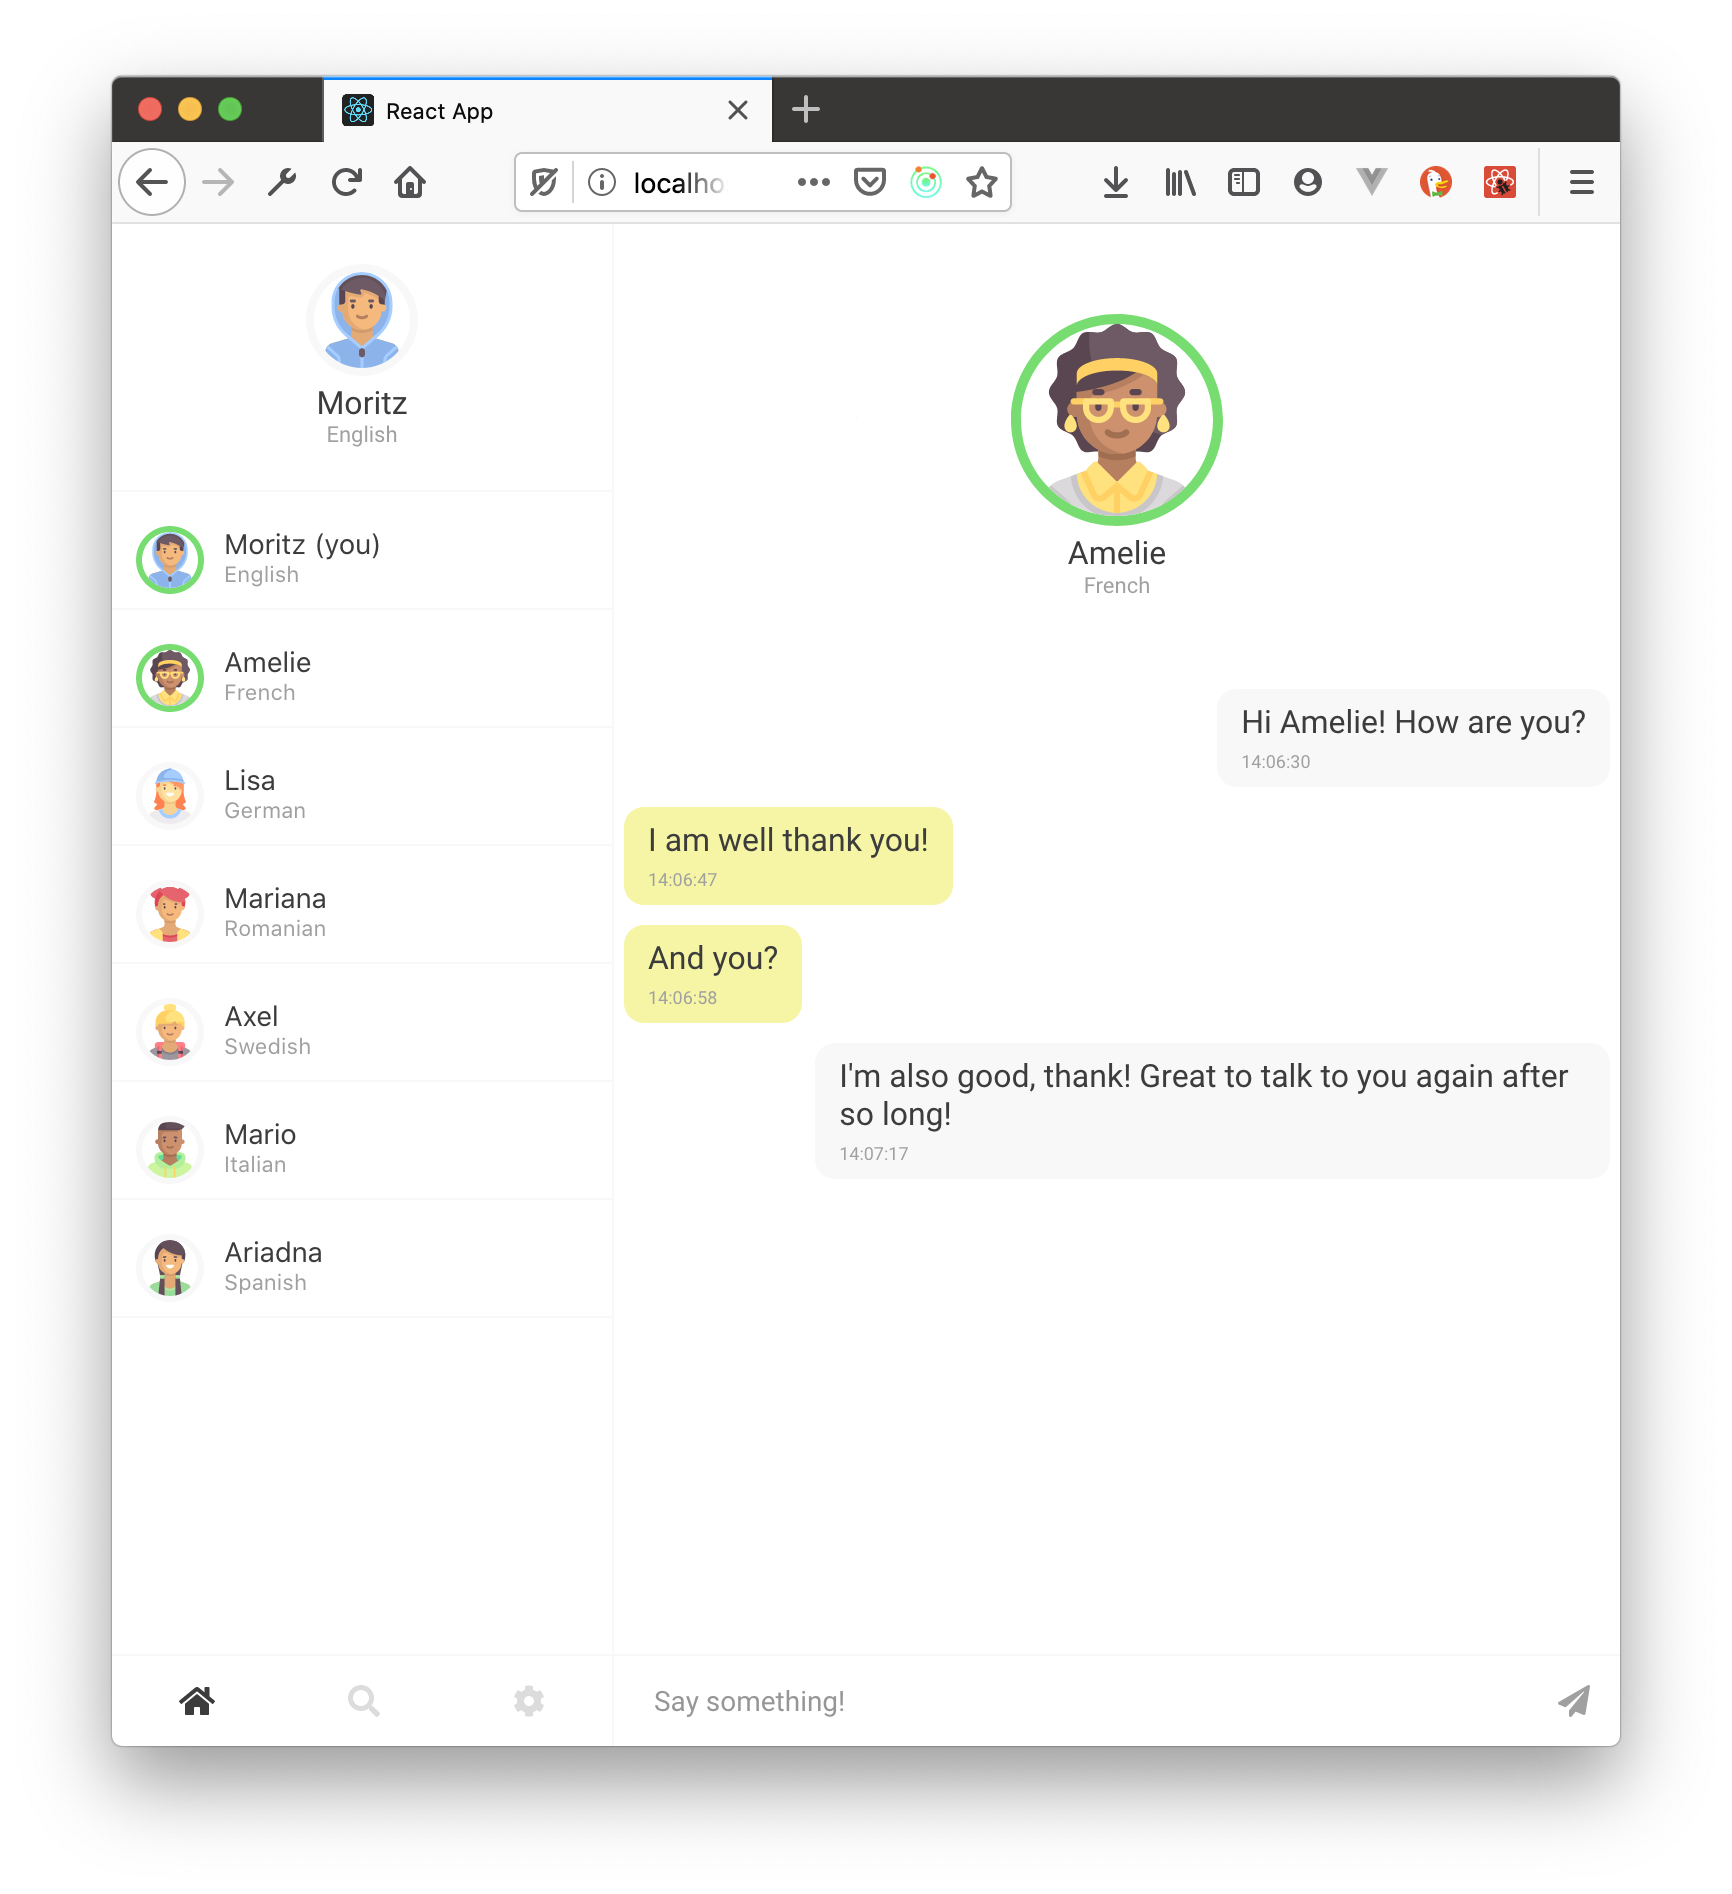 React App
localho
Moritz
English
Moritz (you)
English
Amelie
French
Lisa
German
Mariana
Romanian
Axel
Swedish
Mario
Italian
Ariadna
Spanish
Amelie
French
Hi Amelie! How are you?
14:06:30
I am well thank you!
14:06:47
And you?
14:06:58
I'm also good, thank! Great to talk to you again after
so long!
14:07:17
Say something!